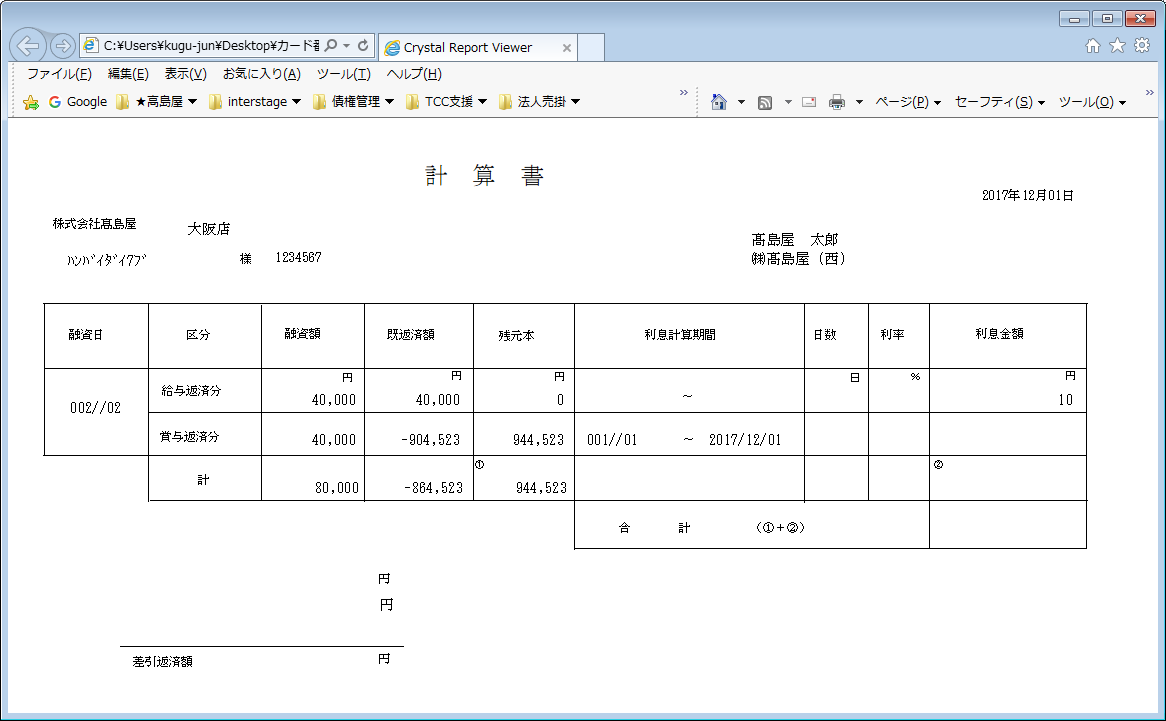 C:¥Users¥kugu-jun¥Desktop¥カード
Crystal Report Viewer
ファイル(F) 編集(E) 表示(V) お気に入り(A) ツール(T) ヘルプ(H)
Google ★高島屋 interstage 債権管理 TCC支援 法人売掛 » ページ(P) セーフティ(S) ツール(O) »
計 算 書
2017年12月01日
株式会社髙島屋 大阪店
髙島屋 太郎
ﾊﾝﾊﾞｲﾀﾞｲ7ﾌﾞ 様 1234567
㈱髙島屋（西）
融資日 区分 融資額 既返済額 残元本 利息計算期間 日数 利率 利息金額
円 円 円 日 % 円
給与返済分 40,000 40,000 0 ～ 10
002//02
賞与返済分 40,000 -904,523 944,523 001//01 ～ 2017/12/01
① ②
計 80,000 -864,523 944,523
合 計 （①＋②）
円
円
差引返済額 円